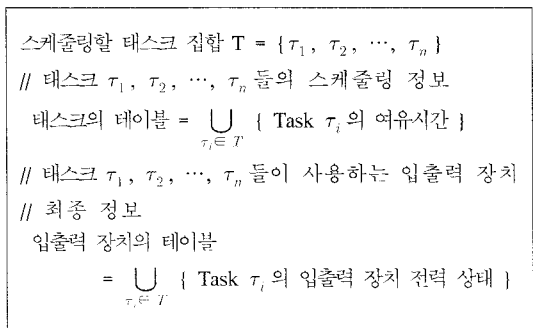 스케줄링할 태스크 집합 T = {τ₁, τ₂, …, τₙ}
// 태스크 τ₁, τ₂, …, τₙ 들의 스케줄링 정보
태스크의 테이블 = ⋃ { Task τᵢ 의 여유시간 }
τᵢ∈ T
// 태스크 τ₁, τ₂, …, τₙ 들이 사용하는 입출력 장치
// 최종 정보
입출력 장치의 테이블
= ⋃ { Task τᵢ 의 입출력 장치 전력 상태 }
τᵢ∈ T